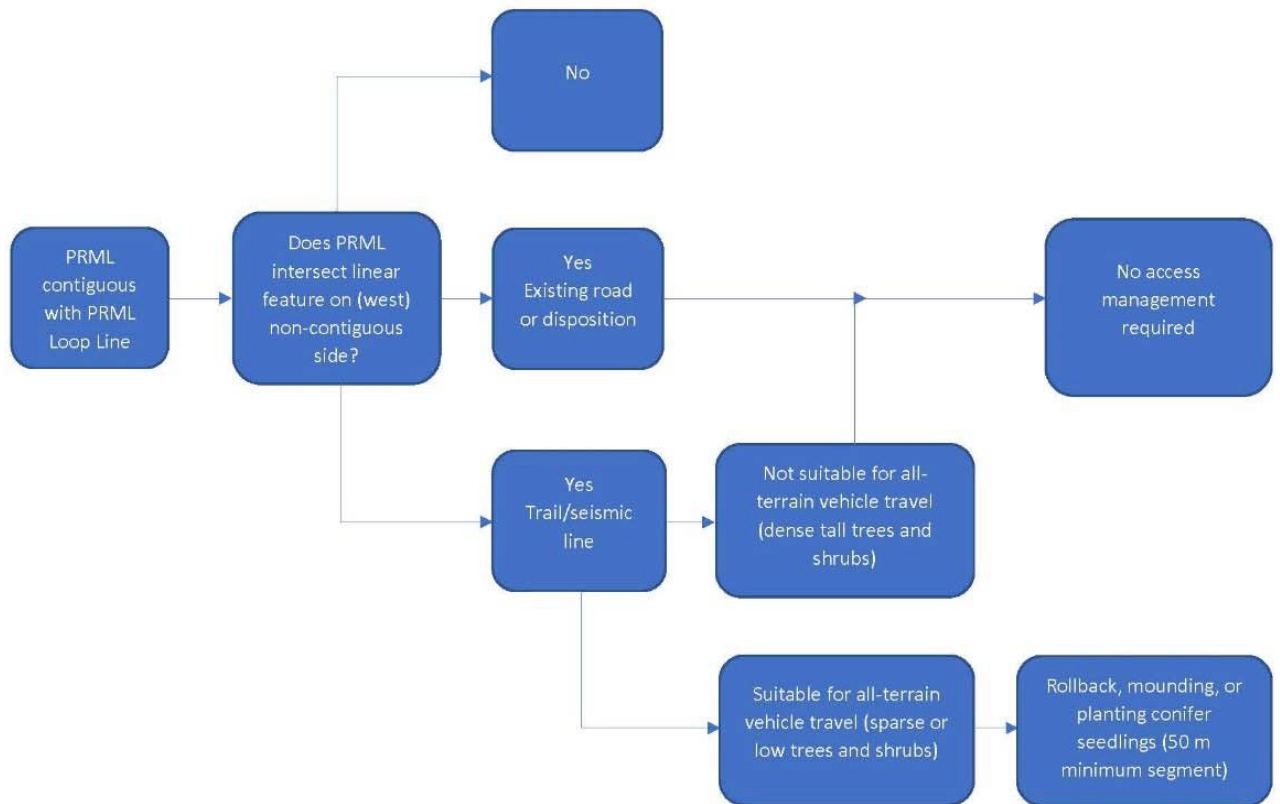 No
PRML
contiguous
with PRML
Loop Line
Does PRML
intersect linear
feature on (west)
non-contiguous
side?
Yes
Existing road
or disposition
No access
management
required
Yes
Trail/seismic
line
Not suitable for all-
terrain vehicle travel
(dense tall trees and
shrubs)
Suitable for all-terrain
vehicle travel (sparse or
low trees and shrubs)
Rollback, mounding, or
planting conifer
seedlings (50 m
minimum segment)